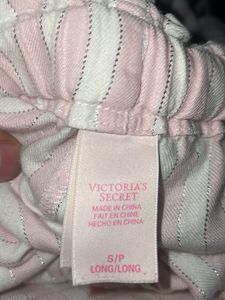 VICTORIA'S
SECRET
MADE IN CHINA
FAIT EN CHINE
HECHO EN CHINA
S/P
LONG/LONG